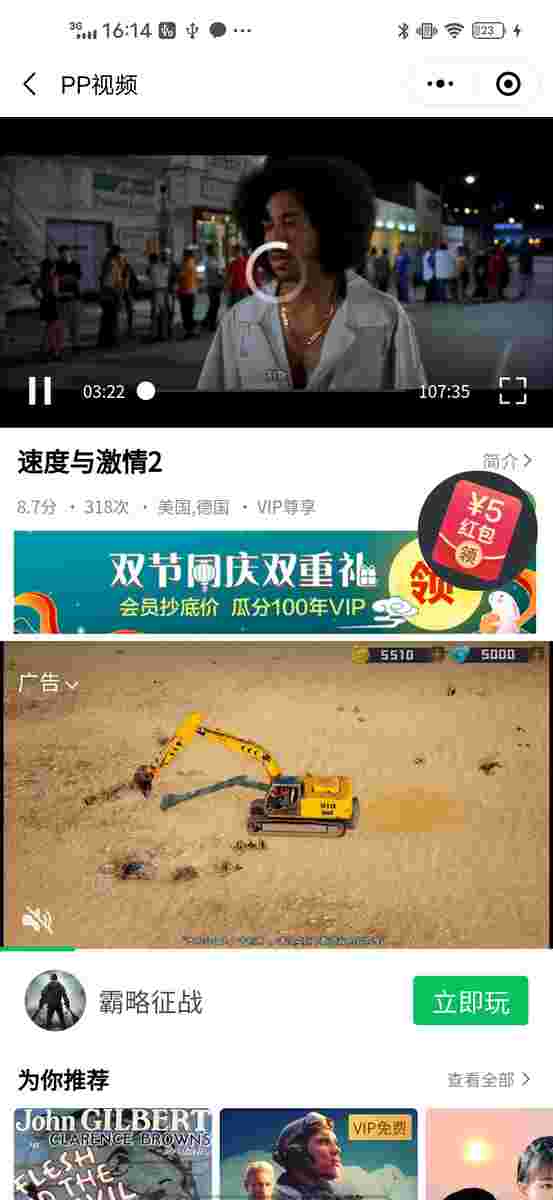 3G 16:14 23
PP视频
03:22
107:35
速度与激情2
简介
8.7分 · 318次 · 美国,德国 · VIP尊享
¥5
红包
领
双节同庆双重礼
会员抄底价 瓜分100年VIP
领
5510 5000
广告
霸略征战
立即玩
为你推荐
查看全部
John GILBERT
CLARENCE BROWN'S
FLESH
VIP免费